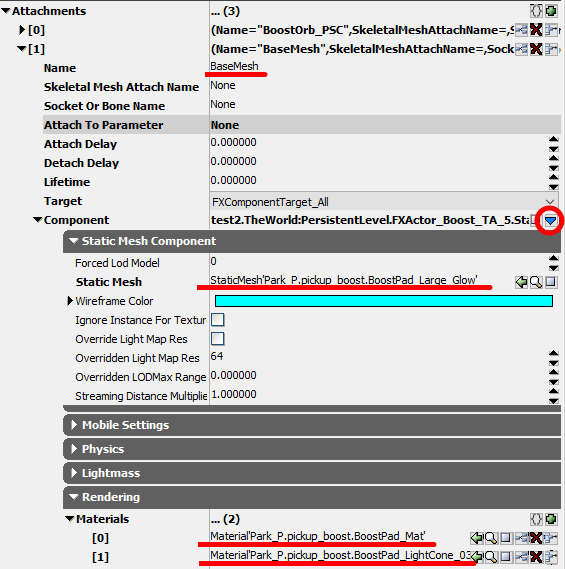 Attachments ... (3)
[0] (Name="BoostOrb_PSC",SkeletalMeshAttachName=,S
[1] (Name="BaseMesh",SkeletalMeshAttachName=,Sock
Name BaseMesh
Skeletal Mesh Attach Name None
Socket Or Bone Name None
Attach To Parameter None
Attach Delay 0.000000
Detach Delay 0.000000
Lifetime 0.000000
Target FXComponentTarget_All
Component test2.TheWorld:PersistentLevel.FXActor_Boost_TA_5.Sta
Static Mesh Component
Forced Lod Model 0
Static Mesh StaticMesh'Park_P.pickup_boost.BoostPad_Large_Glow'
Wireframe Color
Ignore Instance For Textur
Override Light Map Res
Overridden Light Map Res 64
Overridden LODMax Range 0.000000
Streaming Distance Multiplie 1.000000
Mobile Settings
Physics
Lightmass
Rendering
Materials ... (2)
[0] Material'Park_P.pickup_boost.BoostPad_Mat'
[1] Material'Park_P.pickup_boost.BoostPad_LightCone_03